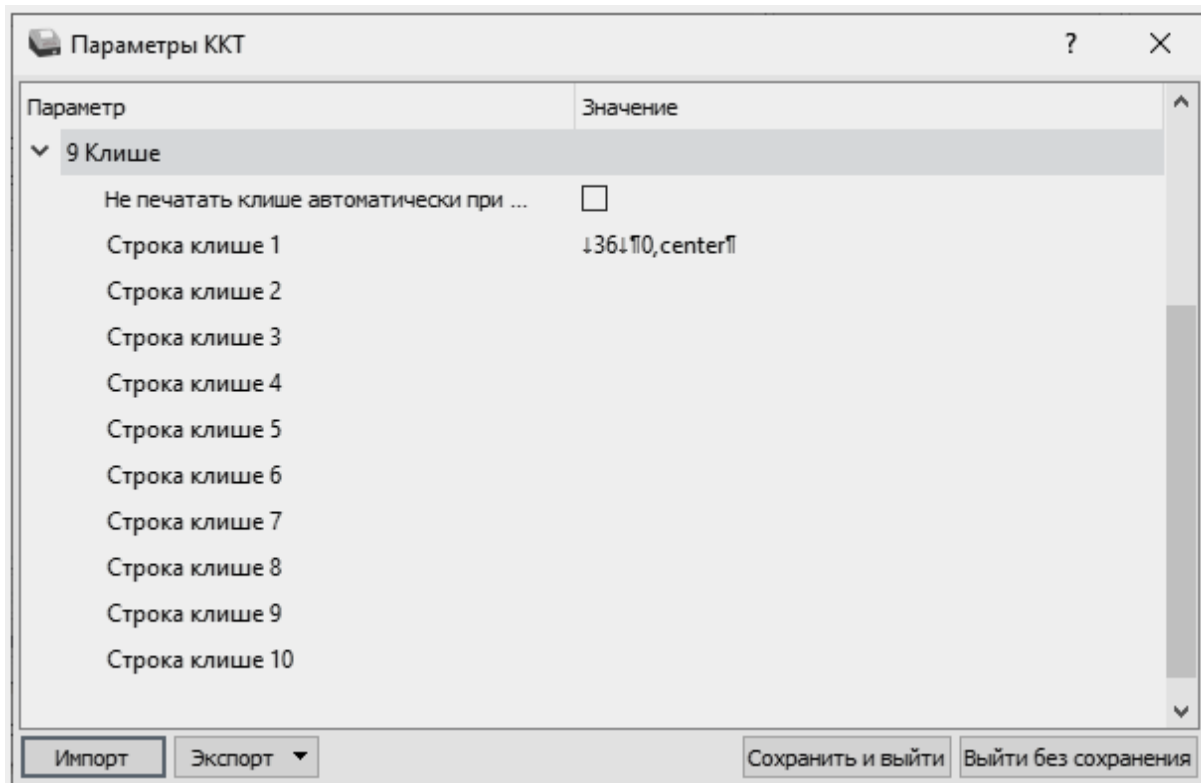 Параметры ККТ ?
Параметр Значение
9 Клише
Не печатать клише автоматически при ...
Строка клише 1 ↓36↓¶0,center¶
Строка клише 2
Строка клише 3
Строка клише 4
Строка клише 5
Строка клише 6
Строка клише 7
Строка клише 8
Строка клише 9
Строка клише 10
Импорт Экспорт Сохранить и выйти Выйти без сохранения